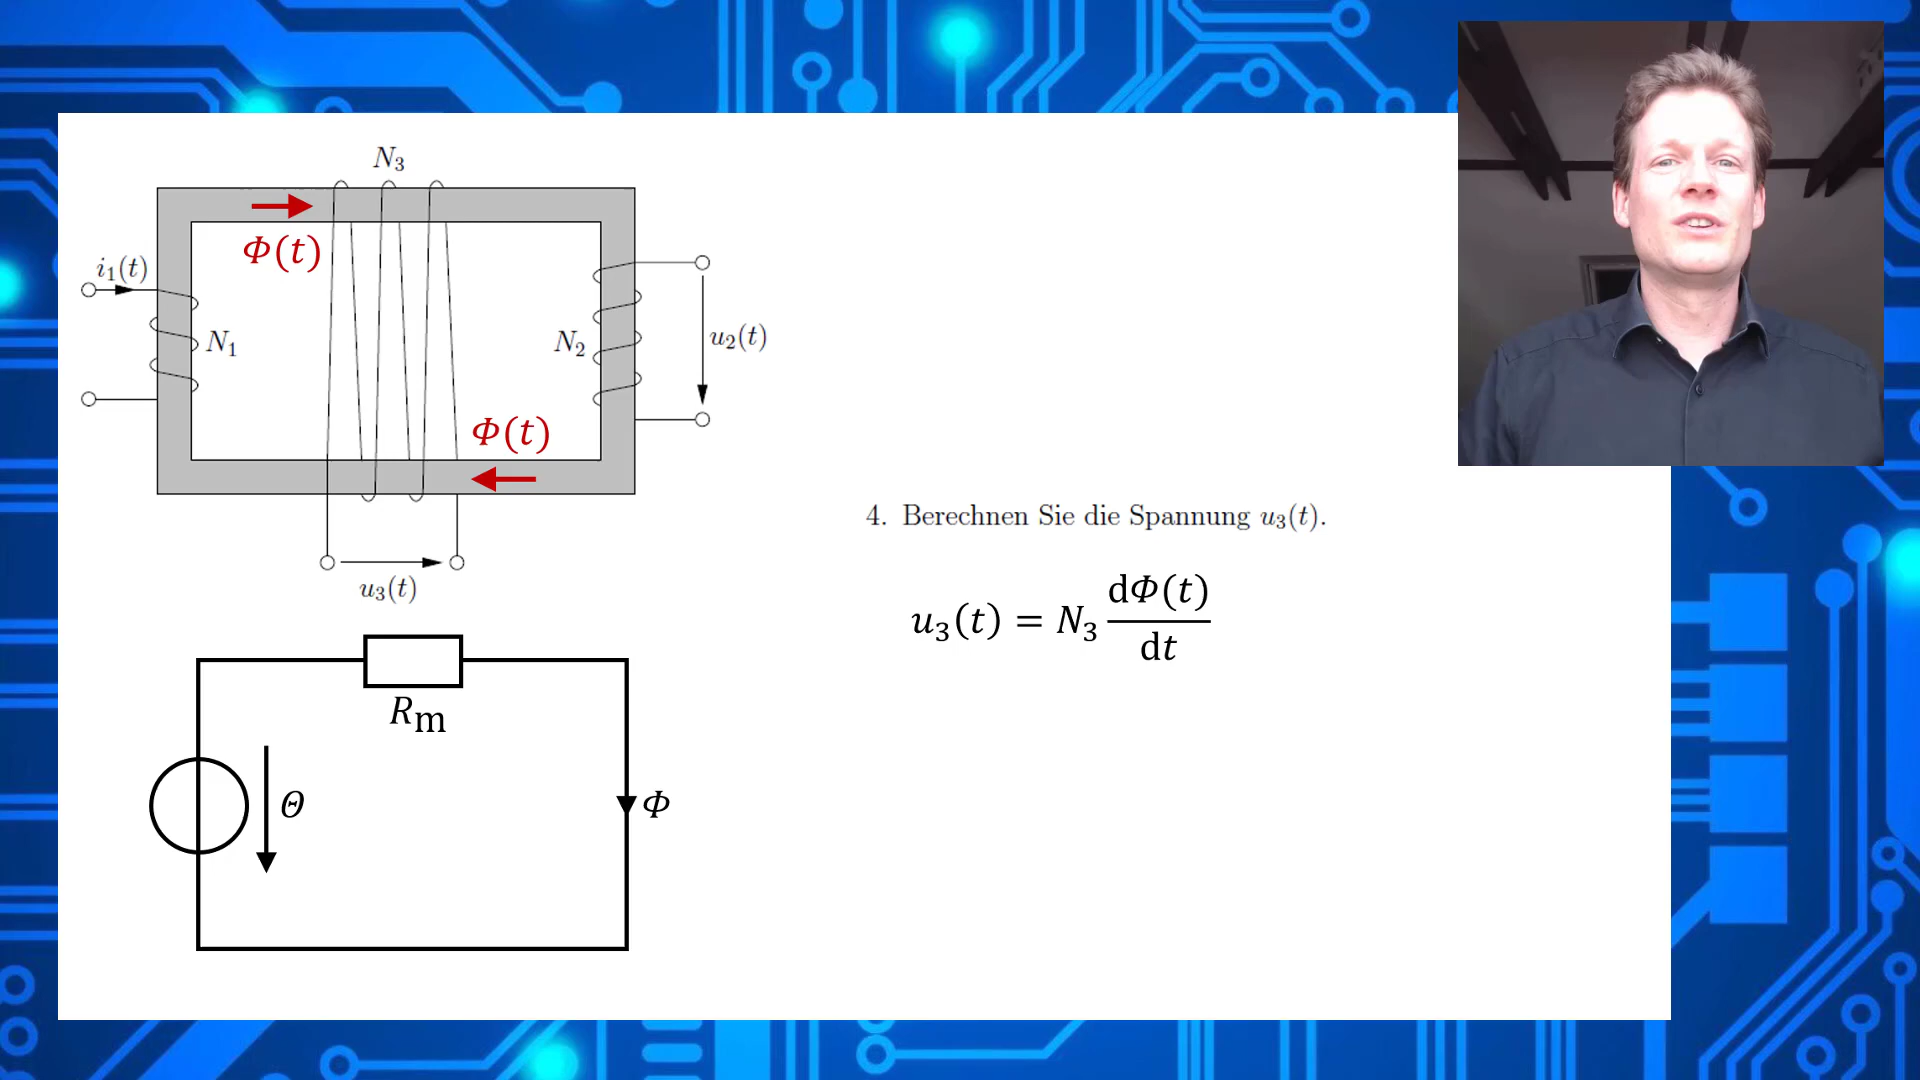 N₃
Φ(t)
i₁(t)
N₁
N₂
u₂(t)
Φ(t)
u₃(t)
4. Berechnen Sie die Spannung u₃(t).
u₃(t) = N₃ dΦ(t)/dt
Rm
Θ
Φ